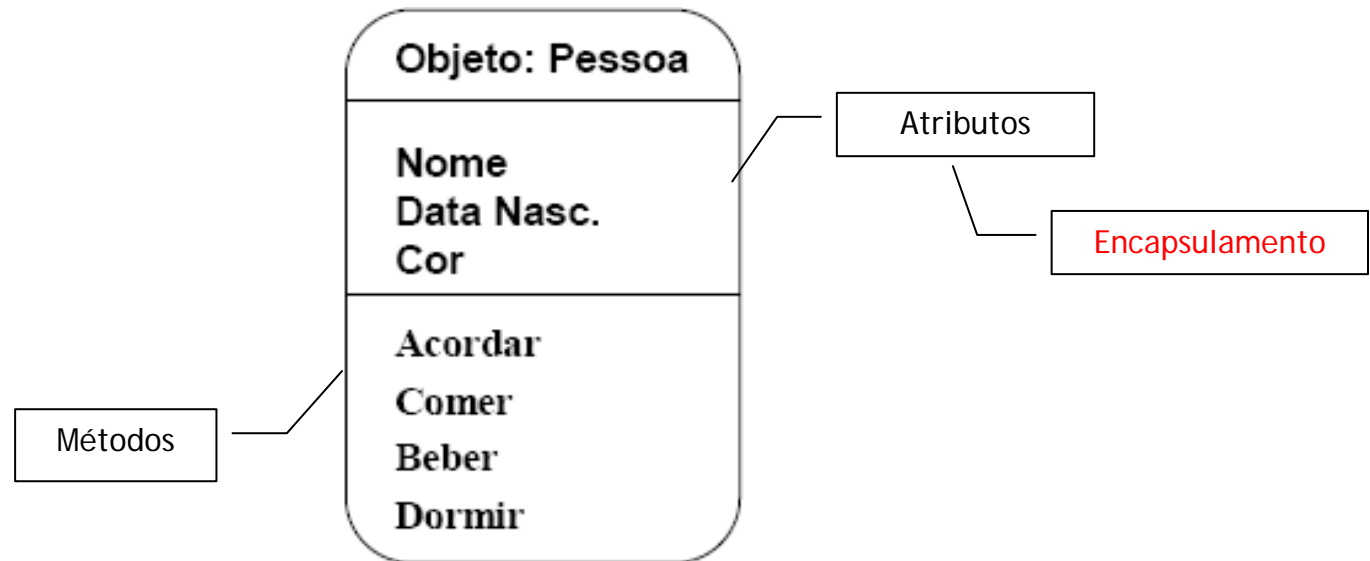 Objeto: Pessoa
Nome
Data Nasc.
Cor
Acordar
Comer
Beber
Dormir
Atributos
Encapsulamento
Métodos